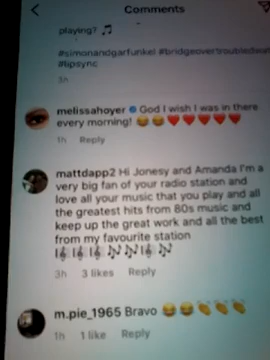 Comments
playing? 🎵
#simonandgarfunkel #bridgeovertroubledwat
#lipsync
3h
melissahoyer God I wish I was in there
every morning! 😂😂❤️❤️❤️❤️❤️
1h Reply
mattdapp2 Hi Jonesy and Amanda I'm a
very big fan of your radio station and
love all your music that you play and all
the greatest hits from 80s music and
keep up the great work and all the best
from my favourite station
3h 3 likes Reply
m.pie_1965 Bravo 😂😂👏👏👏👏
1h 1 like Reply